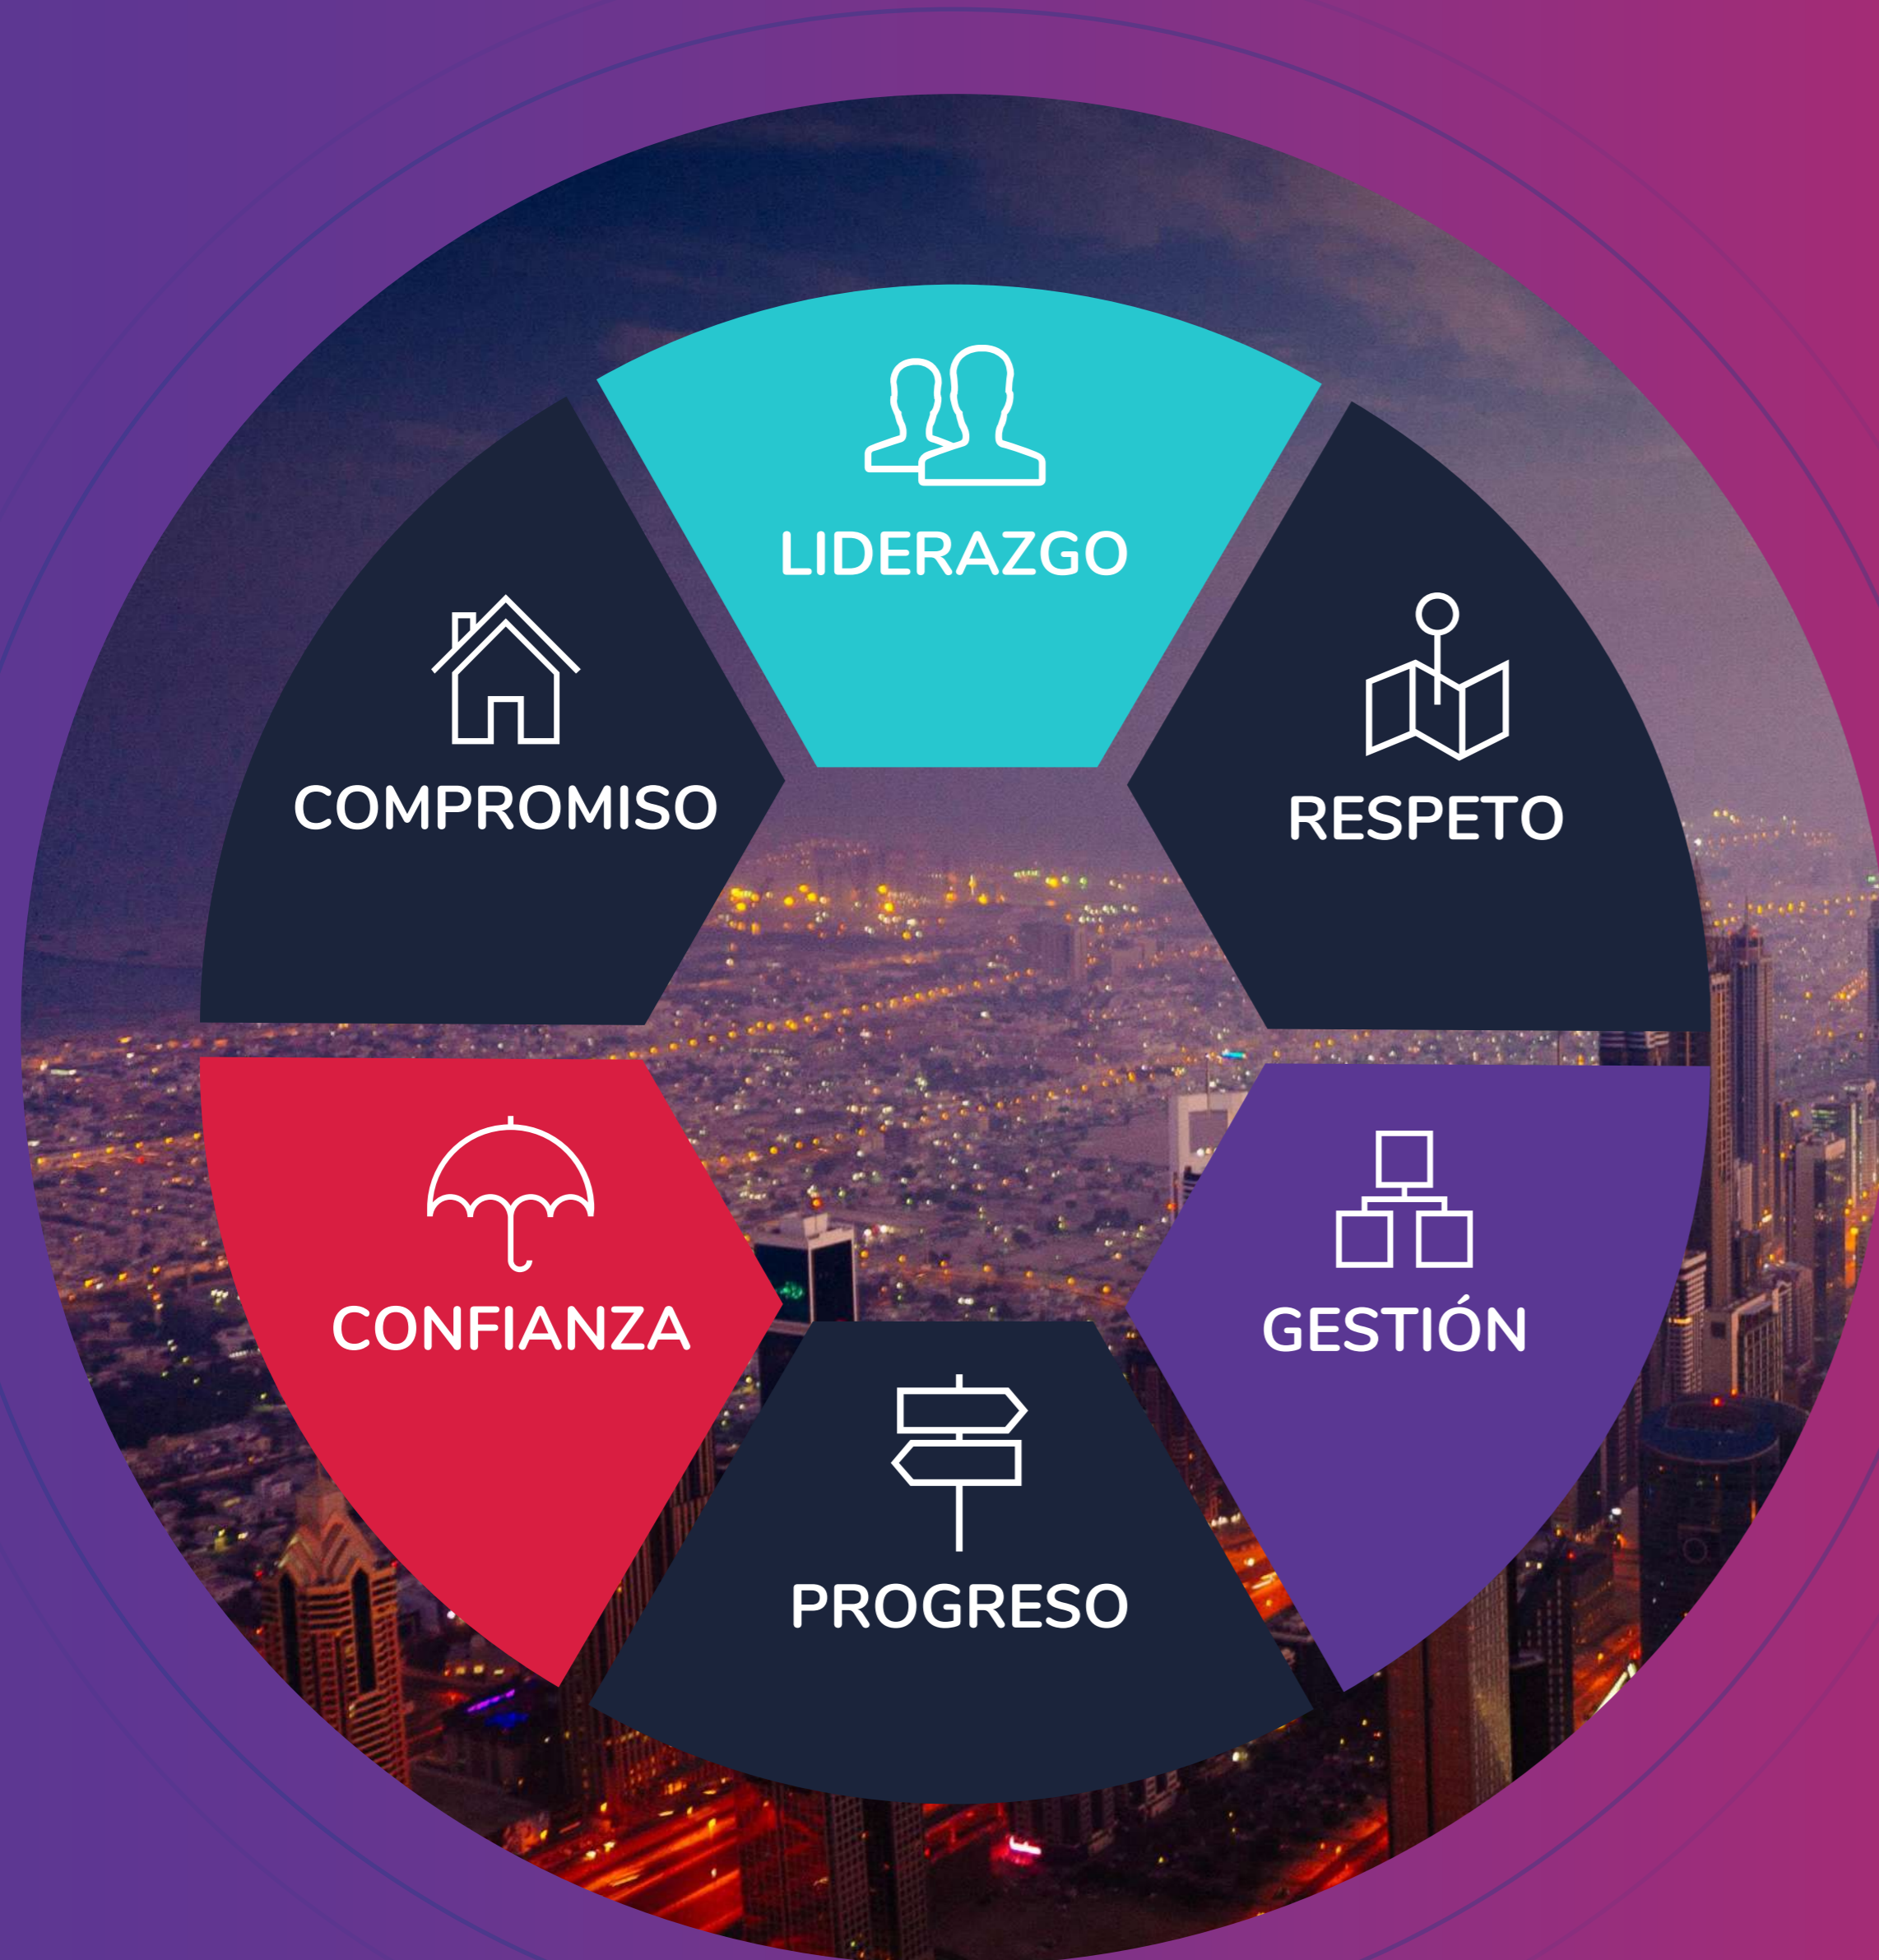 LIDERAZGO
COMPROMISO
RESPETO
CONFIANZA
GESTIÓN
PROGRESO